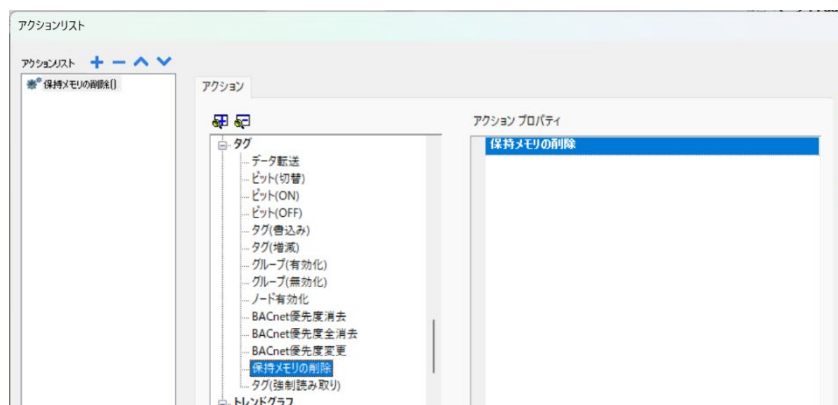 アクションリスト
アクションリスト
保持メモリの削除()
アクション
アクション プロパティ
保持メモリの削除
タグ
データ転送
ビット(切替)
ビット(ON)
ビット(OFF)
タグ(書込み)
タグ(増減)
グループ(有効化)
グループ(無効化)
ノード有効化
BACnet優先度消去
BACnet優先度全消去
BACnet優先度変更
保持メモリの削除
タグ(強制読み取り)
トレンドグラフ